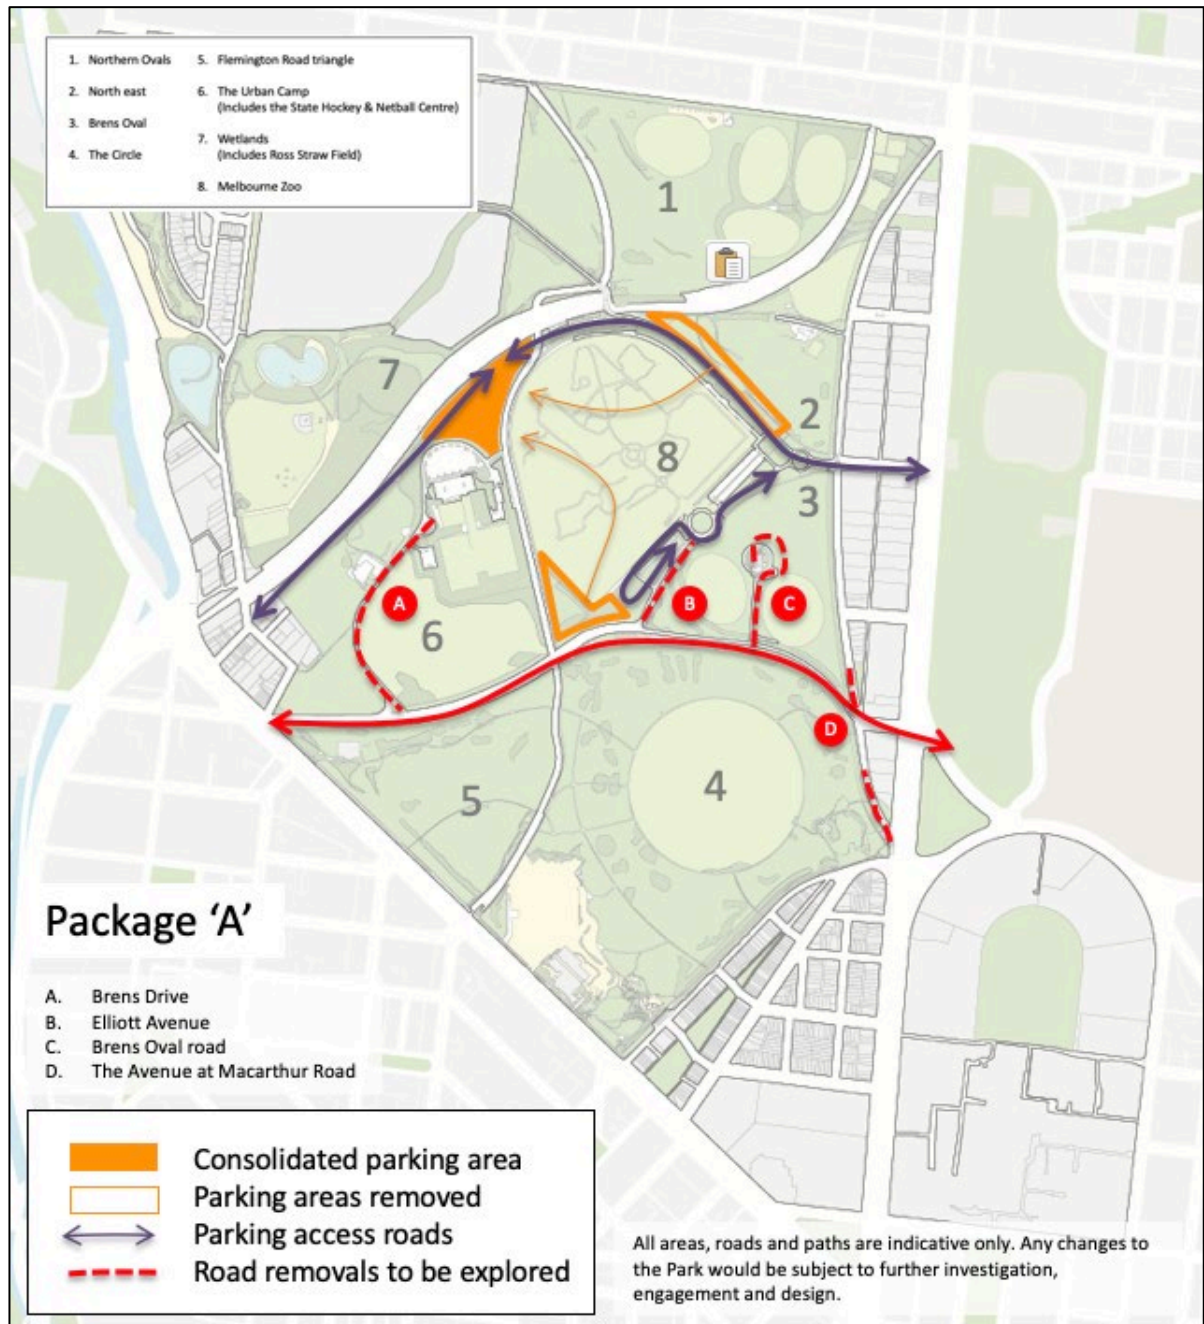 1. Northern Ovals
2. North east
3. Brens Oval
4. The Circle
5. Flemington Road triangle
6. The Urban Camp
(Includes the State Hockey & Netball Centre)
7. Wetlands
(Includes Ross Straw Field)
8. Melbourne Zoo
1
7
2
8
3
A
B
C
6
D
4
5
Package ‘A’
A. Brens Drive
B. Elliott Avenue
C. Brens Oval road
D. The Avenue at Macarthur Road
Consolidated parking area
Parking areas removed
Parking access roads
Road removals to be explored
All areas, roads and paths are indicative only. Any changes to
the Park would be subject to further investigation,
engagement and design.